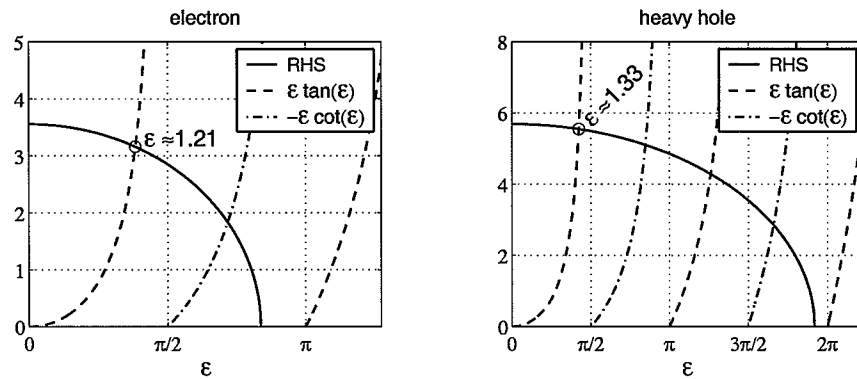 electron
5
4
3
2
1
0
0
π/2
π
ε
RHS
ε tan(ε)
−ε cot(ε)
ε ≈1.21
heavy hole
8
6
4
2
0
0
π/2
π
3π/2
2π
ε
RHS
ε tan(ε)
−ε cot(ε)
ε ≈1.33